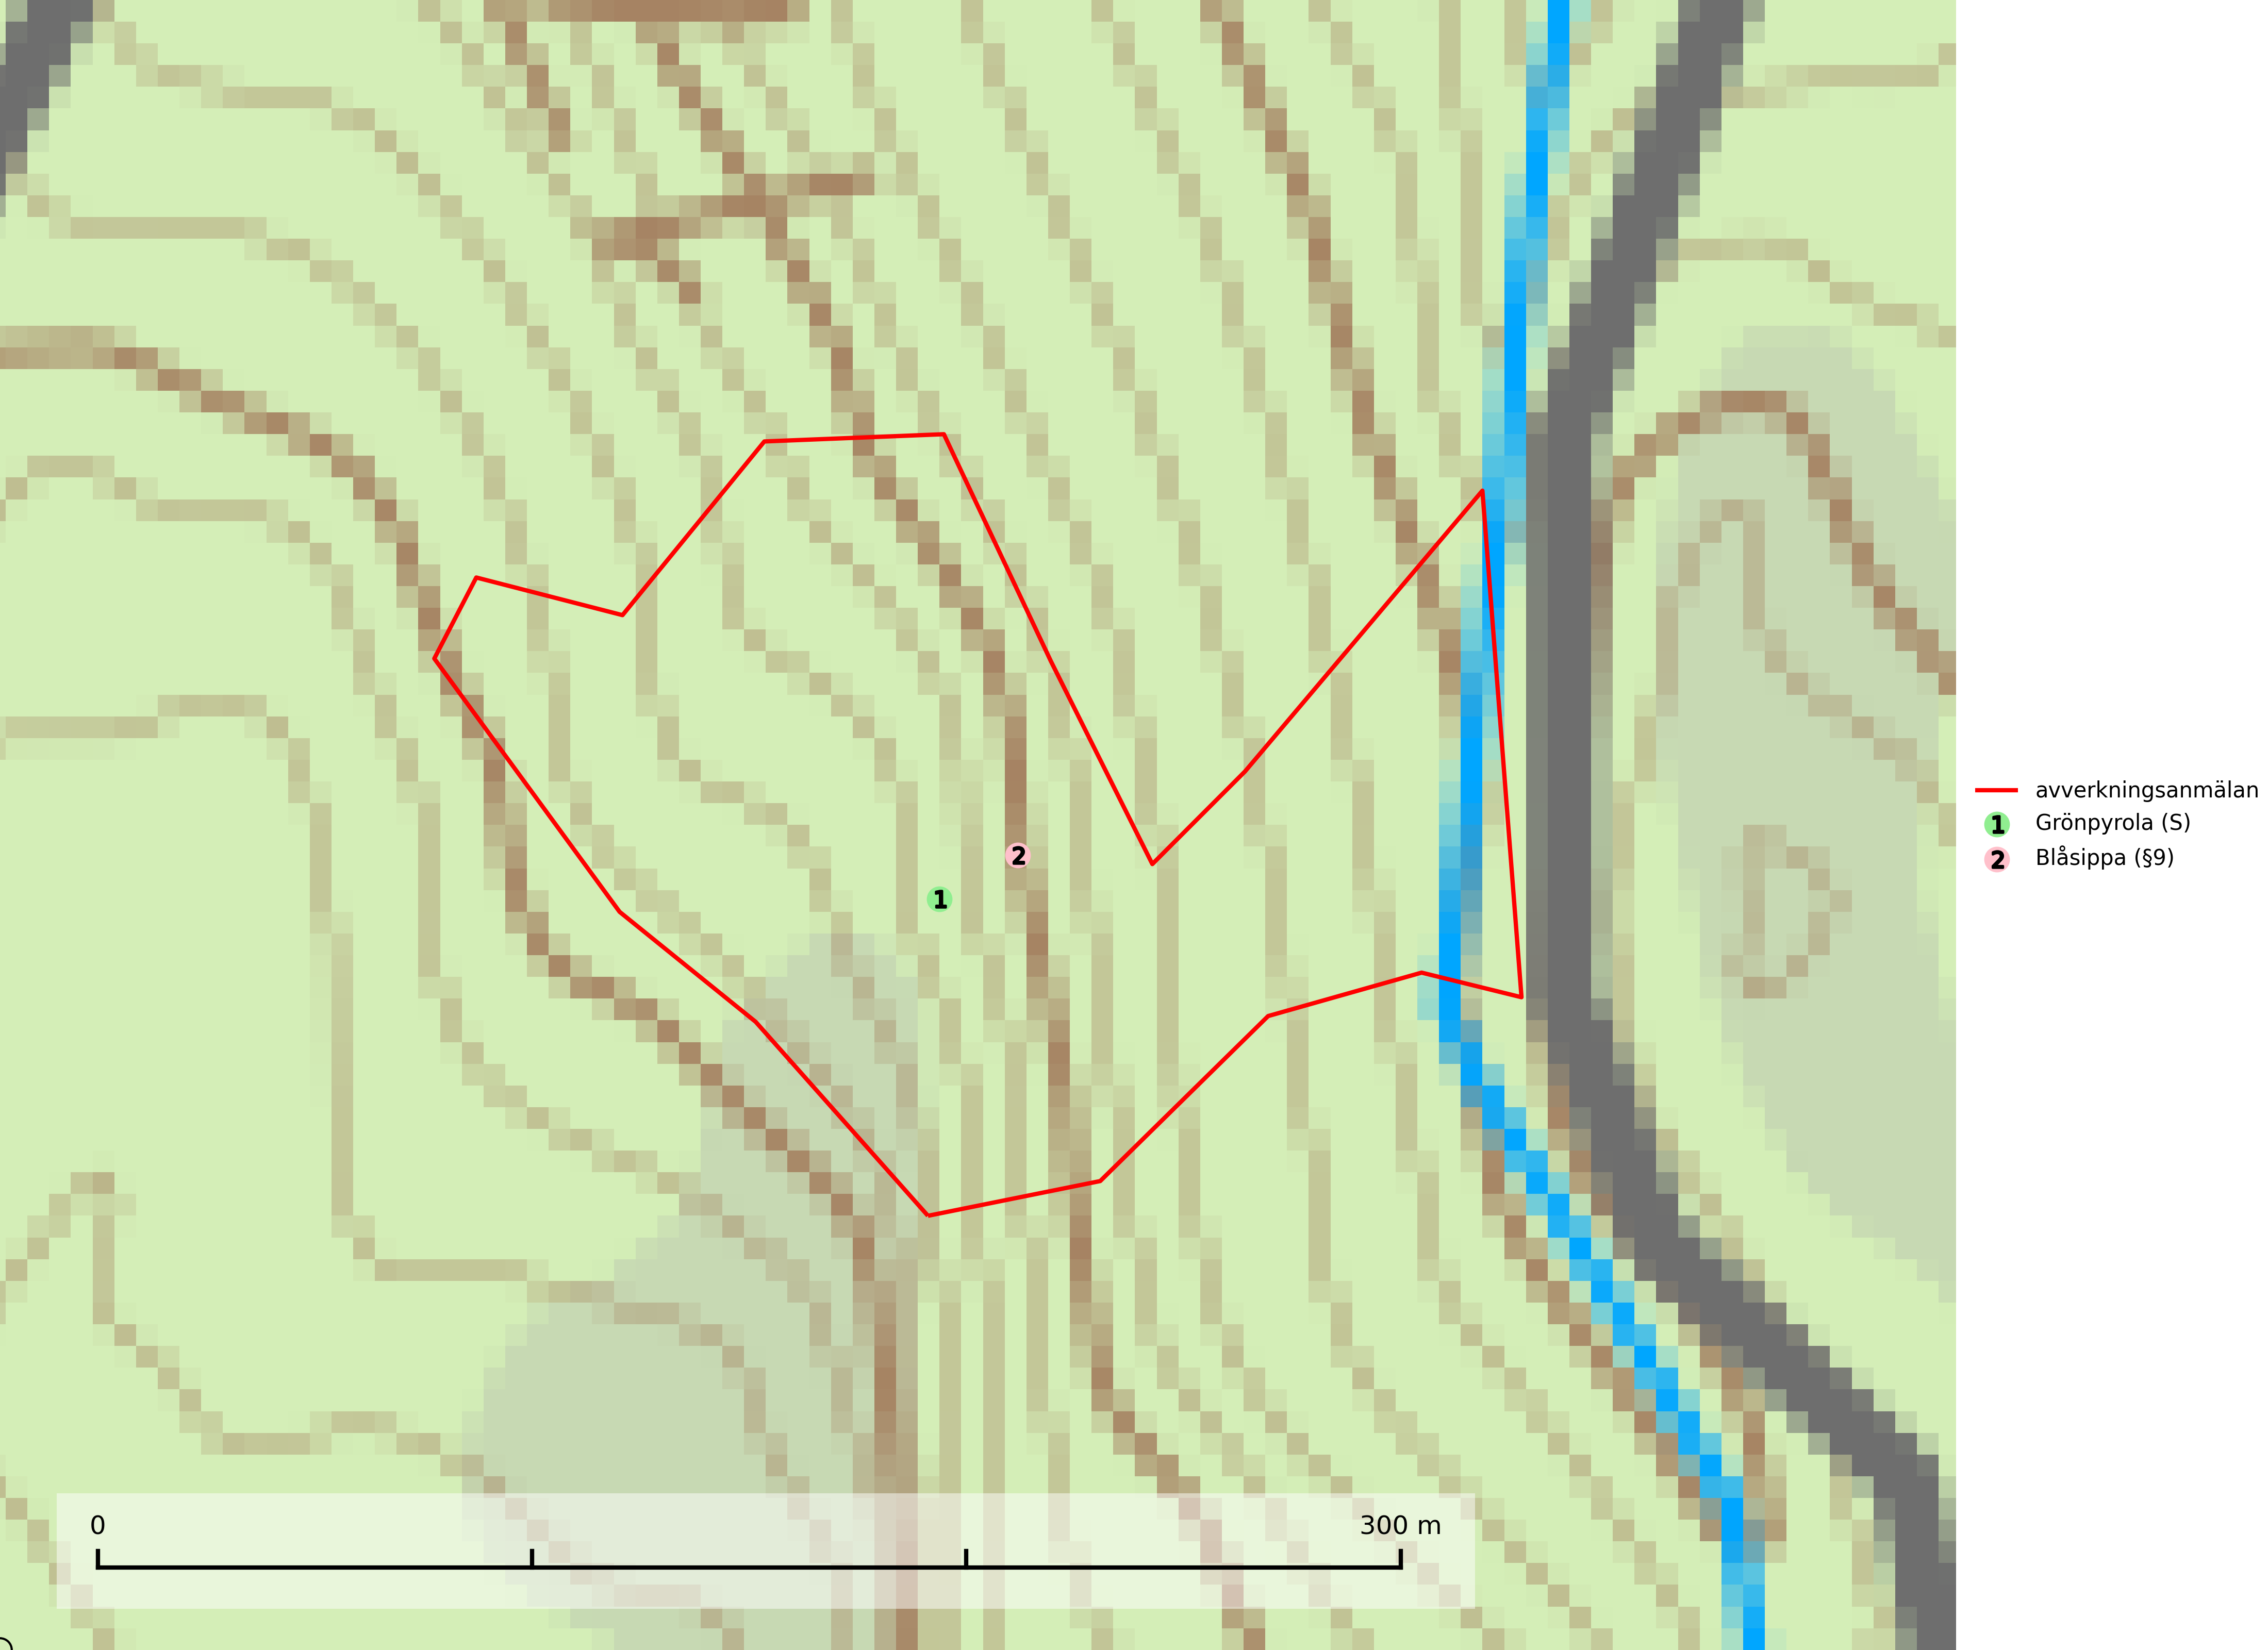 avverkningsanmälan
1 Grönpyrola (S)
2 Blåsippa (§9)
2
1
0 300 m